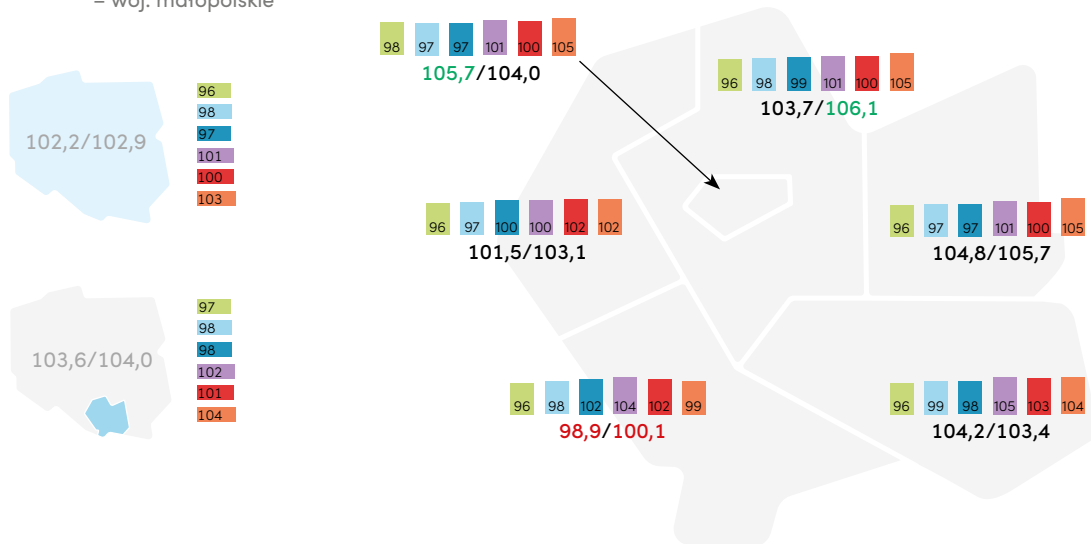 – woj. małopolskie
98 97 97 101 100 105
105,7/104,0
96 98 99 101 100 105
103,7/106,1
102,2/102,9
96
98
97
101
100
103
96 97 100 100 102 102
101,5/103,1
96 97 97 101 100 105
104,8/105,7
103,6/104,0
97
98
98
102
101
104
96 98 102 104 102 99
98,9/100,1
96 99 98 105 103 104
104,2/103,4